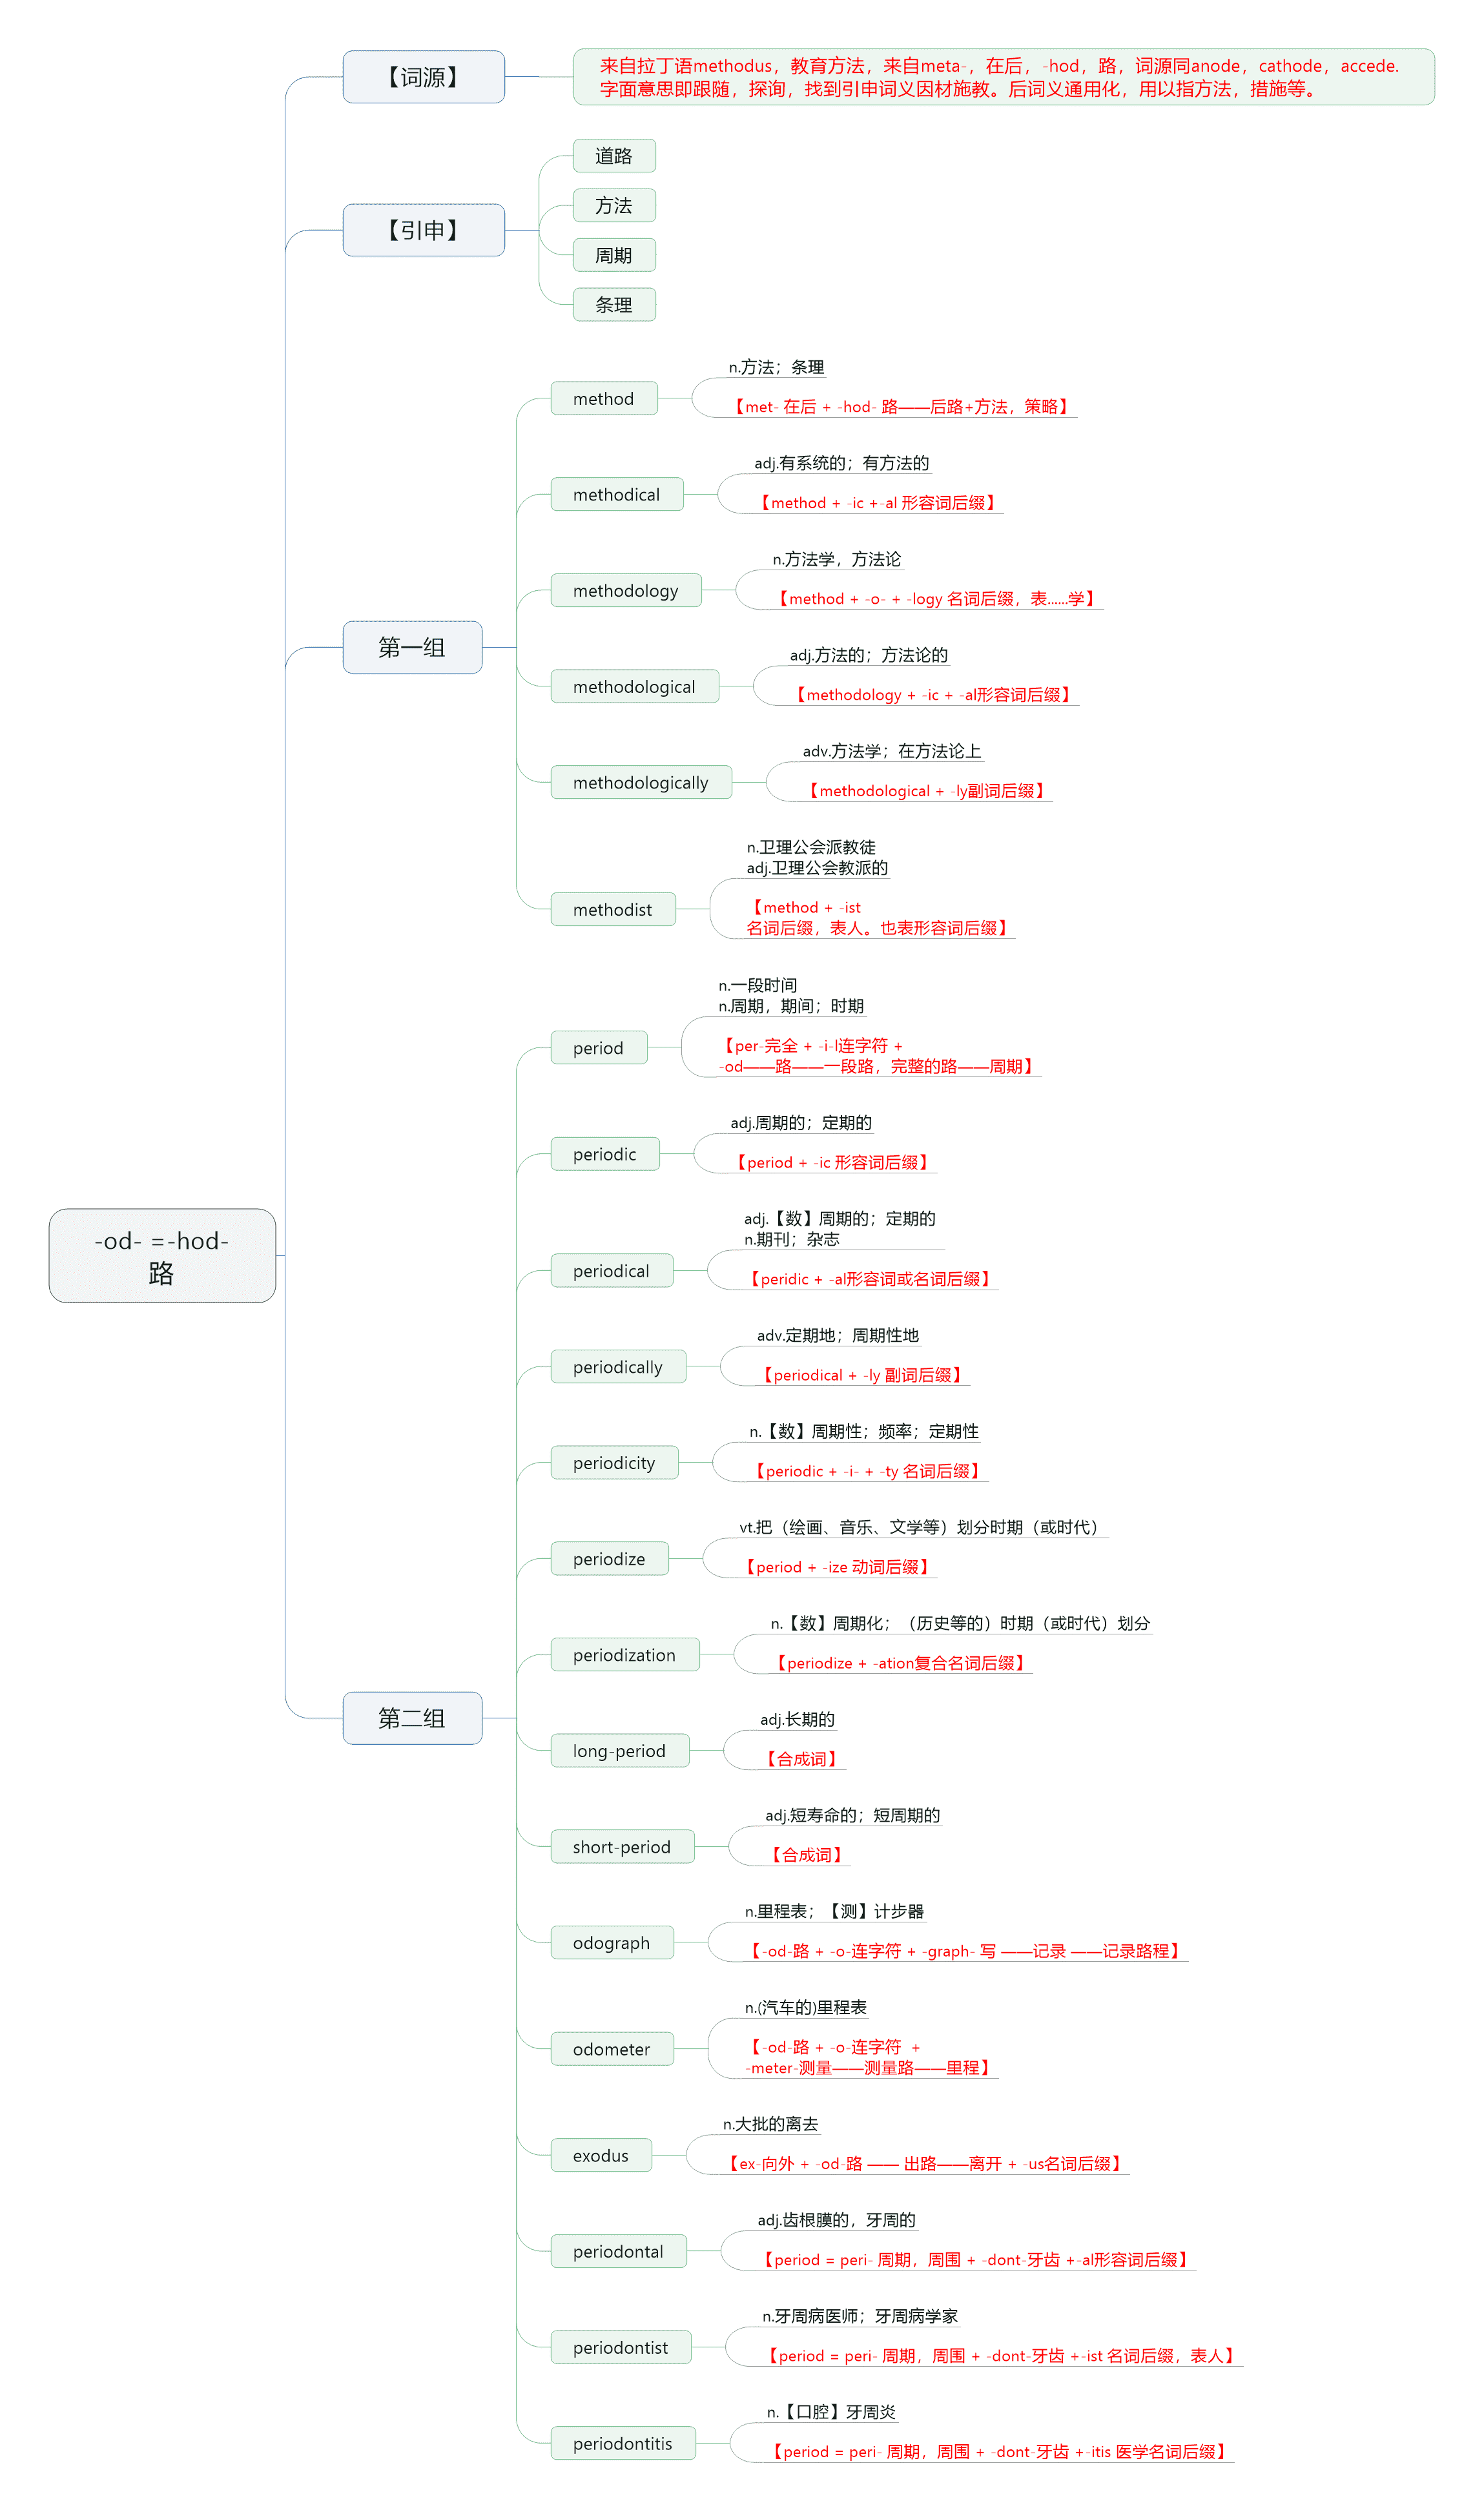 -od- =-hod-
路
【词源】
来自拉丁语methodus，教育方法，来自meta-，在后，-hod，路，词源同anode，cathode，accede.
字面意思即跟随，探询，找到引申词义因材施教。后词义通用化，用以指方法，措施等。
【引申】
道路
方法
周期
条理
第一组
method
n.方法；条理
【met- 在后 + -hod- 路——后路+方法，策略】
methodical
adj.有系统的；有方法的
【method + -ic +-al 形容词后缀】
methodology
n.方法学，方法论
【method + -o- + -logy 名词后缀，表......学】
methodological
adj.方法的；方法论的
【methodology + -ic + -al形容词后缀】
methodologically
adv.方法学；在方法论上
【methodological + -ly副词后缀】
methodist
n.卫理公会派教徒
adj.卫理公会教派的
【method + -ist
名词后缀，表人。也表形容词后缀】
第二组
period
n.一段时间
n.周期，期间；时期
【per-完全 + -i-l连字符 +
-od——路——一段路，完整的路——周期】
periodic
adj.周期的；定期的
【period + -ic 形容词后缀】
periodical
adj.【数】周期的；定期的
n.期刊；杂志
【peridic + -al形容词或名词后缀】
periodically
adv.定期地；周期性地
【periodical + -ly 副词后缀】
periodicity
n.【数】周期性；频率；定期性
【periodic + -i- + -ty 名词后缀】
periodize
vt.把（绘画、音乐、文学等）划分时期（或时代）
【period + -ize 动词后缀】
periodization
n.【数】周期化；（历史等的）时期（或时代）划分
【periodize + -ation复合名词后缀】
long-period
adj.长期的
【合成词】
short-period
adj.短寿命的；短周期的
【合成词】
odograph
n.里程表；【测】计步器
【-od-路 + -o-连字符 + -graph- 写 ——记录 ——记录路程】
odometer
n.(汽车的)里程表
【-od-路 + -o-连字符 +
-meter-测量——测量路——里程】
exodus
n.大批的离去
【ex-向外 + -od-路 —— 出路——离开 + -us名词后缀】
periodontal
adj.齿根膜的，牙周的
【period = peri- 周期，周围 + -dont-牙齿 +-al形容词后缀】
periodontist
n.牙周病医师；牙周病学家
【period = peri- 周期，周围 + -dont-牙齿 +-ist 名词后缀，表人】
periodontitis
n.【口腔】牙周炎
【period = peri- 周期，周围 + -dont-牙齿 +-itis 医学名词后缀】